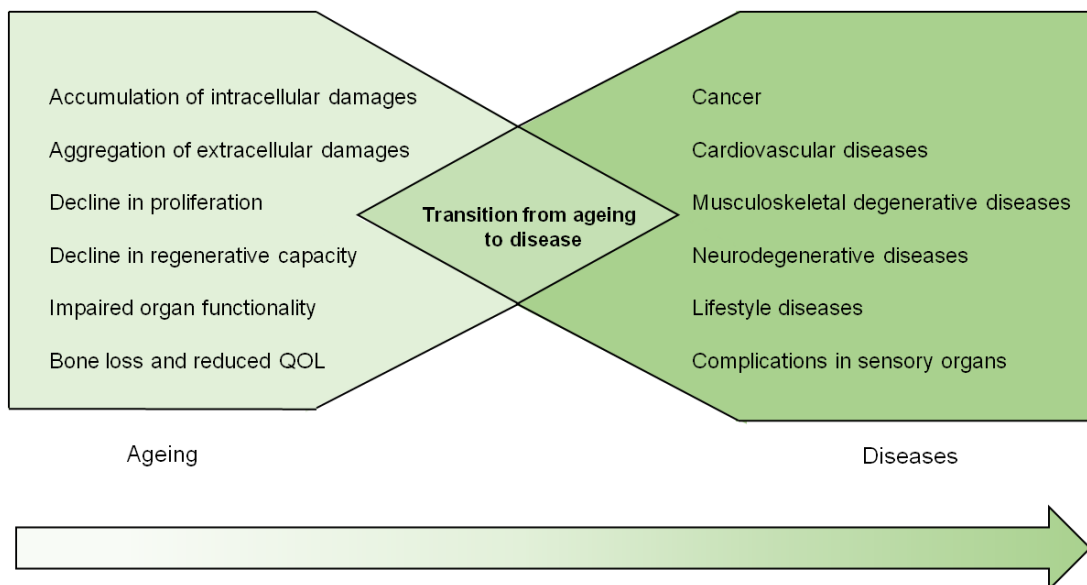 Accumulation of intracellular damages
Aggregation of extracellular damages
Decline in proliferation
Decline in regenerative capacity
Impaired organ functionality
Bone loss and reduced QOL
Transition from ageing
to disease
Cancer
Cardiovascular diseases
Musculoskeletal degenerative diseases
Neurodegenerative diseases
Lifestyle diseases
Complications in sensory organs
Ageing
Diseases